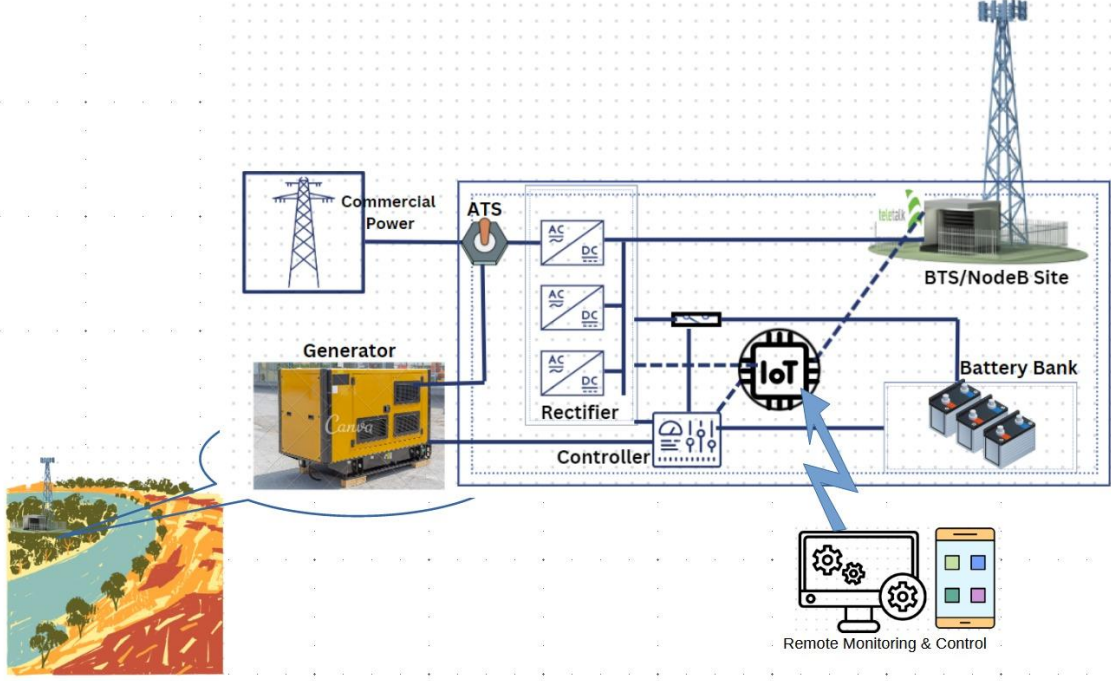 Commercial
Power
ATS
AC
DC
teletalk
BTS/NodeB Site
AC
DC
Generator
IoT
AC
DC
Battery Bank
Rectifier
Canva
Controller
Remote Monitoring & Control